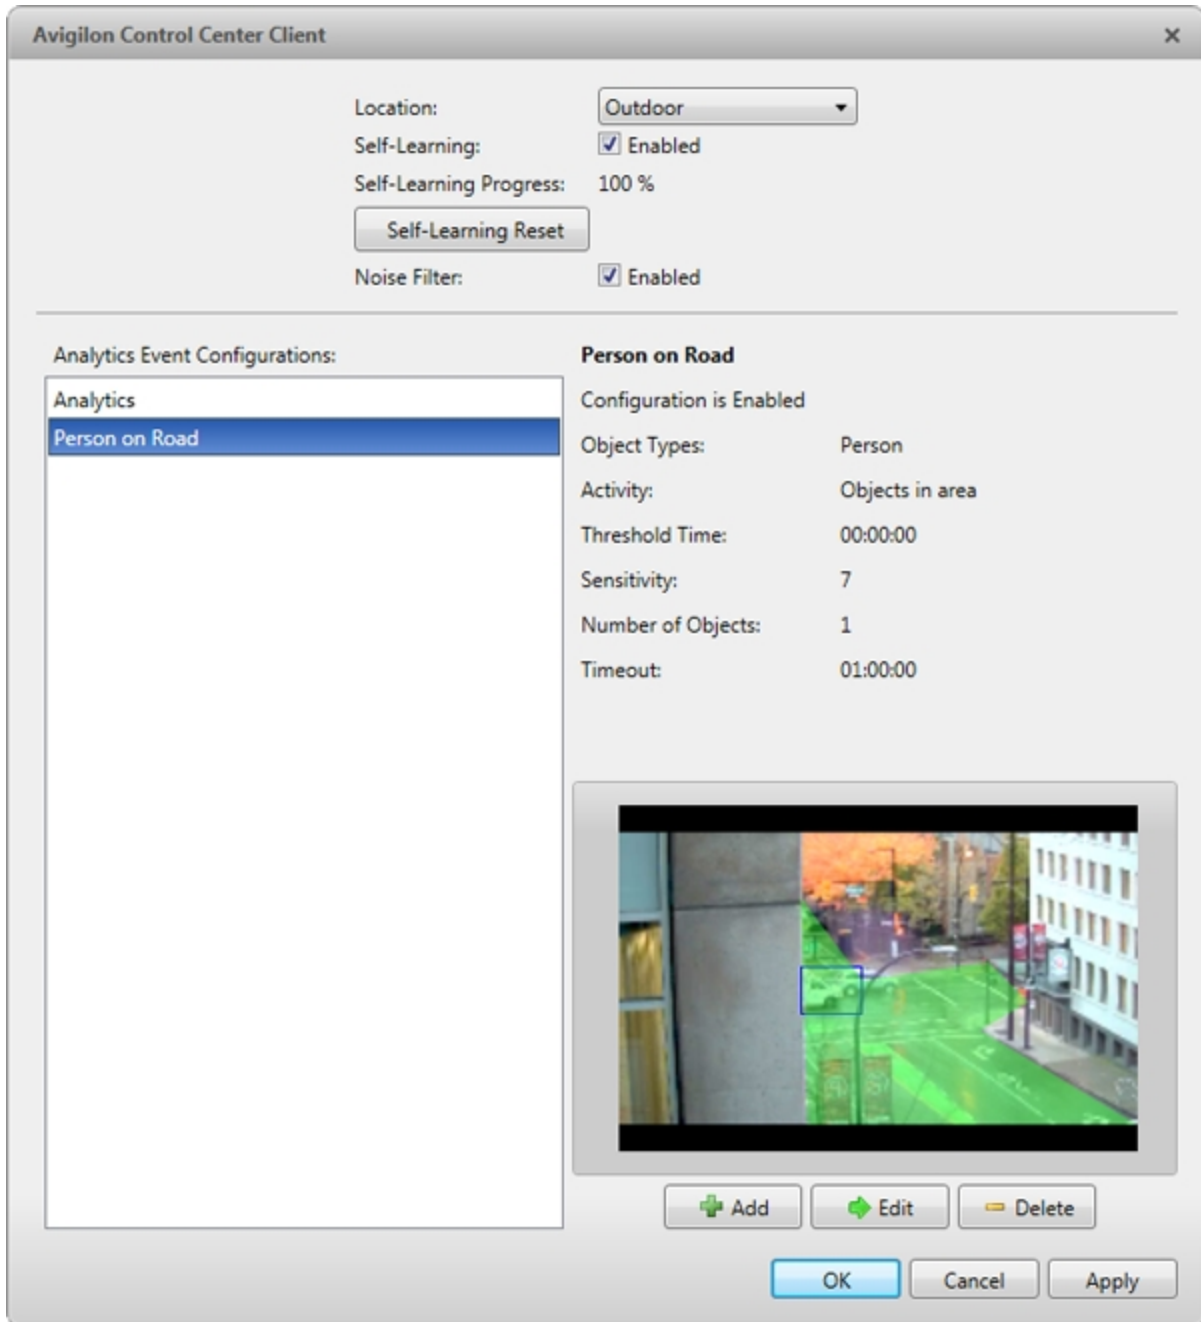 Avigilon Control Center Client
Location: Outdoor
Self-Learning: Enabled
Self-Learning Progress: 100 %
Self-Learning Reset
Noise Filter: Enabled
Analytics Event Configurations:
Analytics
Person on Road
Person on Road
Configuration is Enabled
Object Types: Person
Activity: Objects in area
Threshold Time: 00:00:00
Sensitivity: 7
Number of Objects: 1
Timeout: 01:00:00
Add Edit Delete
OK Cancel Apply